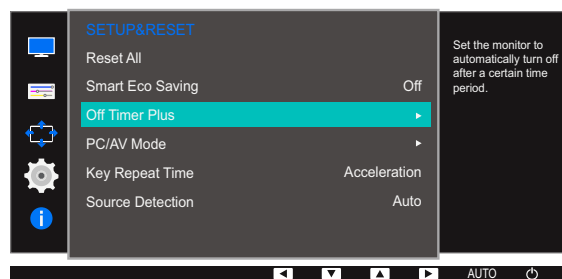 SETUP&RESET
Reset All
Smart Eco Saving Off
Off Timer Plus
PC/AV Mode
Key Repeat Time Acceleration
Source Detection Auto
Set the monitor to
automatically turn off
after a certain time
period.
i
AUTO